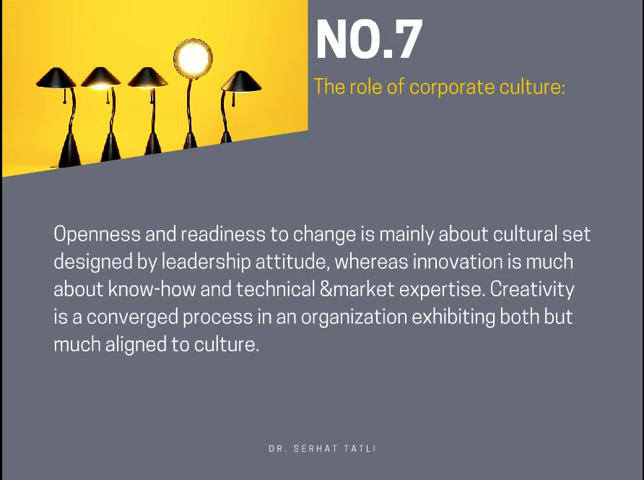 NO.7
The role of corporate culture:
Openness and readiness to change is mainly about cultural set
designed by leadership attitude, whereas innovation is much
about know-how and technical &market expertise. Creativity
is a converged process in an organization exhibiting both but
much aligned to culture.
DR. SERHAT TATLI